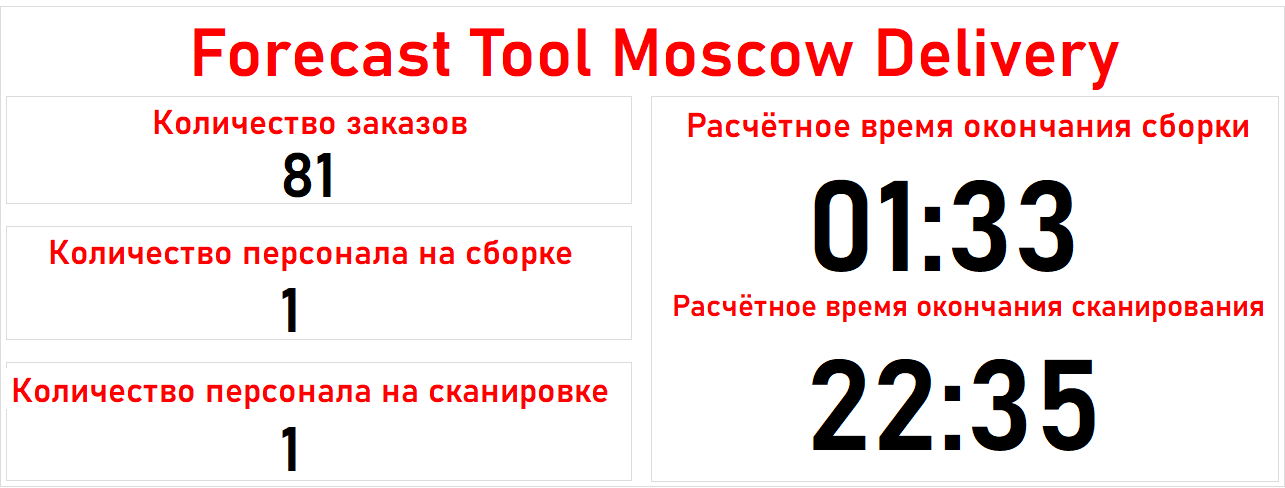 Forecast Tool Moscow Delivery
Количество заказов
81
Количество персонала на сборке
1
Количество персонала на сканировке
1
Расчётное время окончания сборки
01:33
Расчётное время окончания сканирования
22:35